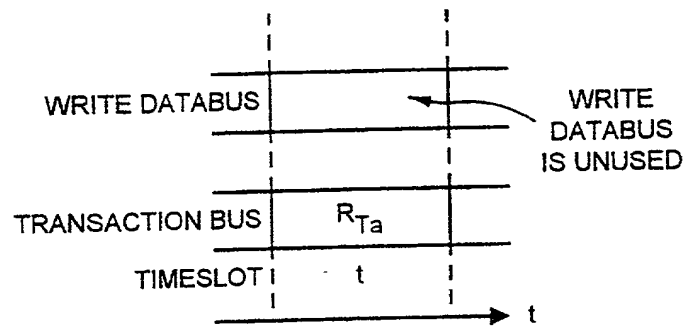 WRITE DATABUS
WRITE
DATABUS
IS UNUSED
TRANSACTION BUS
R_Ta
TIMESLOT
t
t